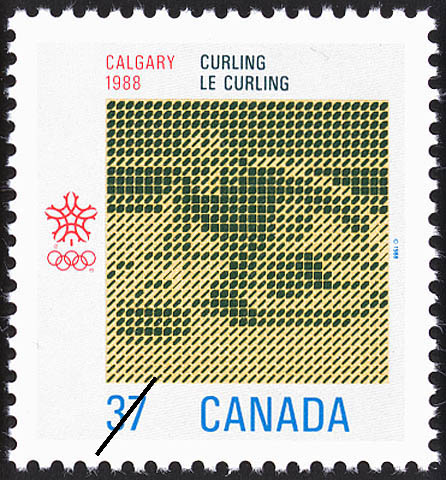 CALGARY
1988
CURLING
LE CURLING
© 1988
37 CANADA